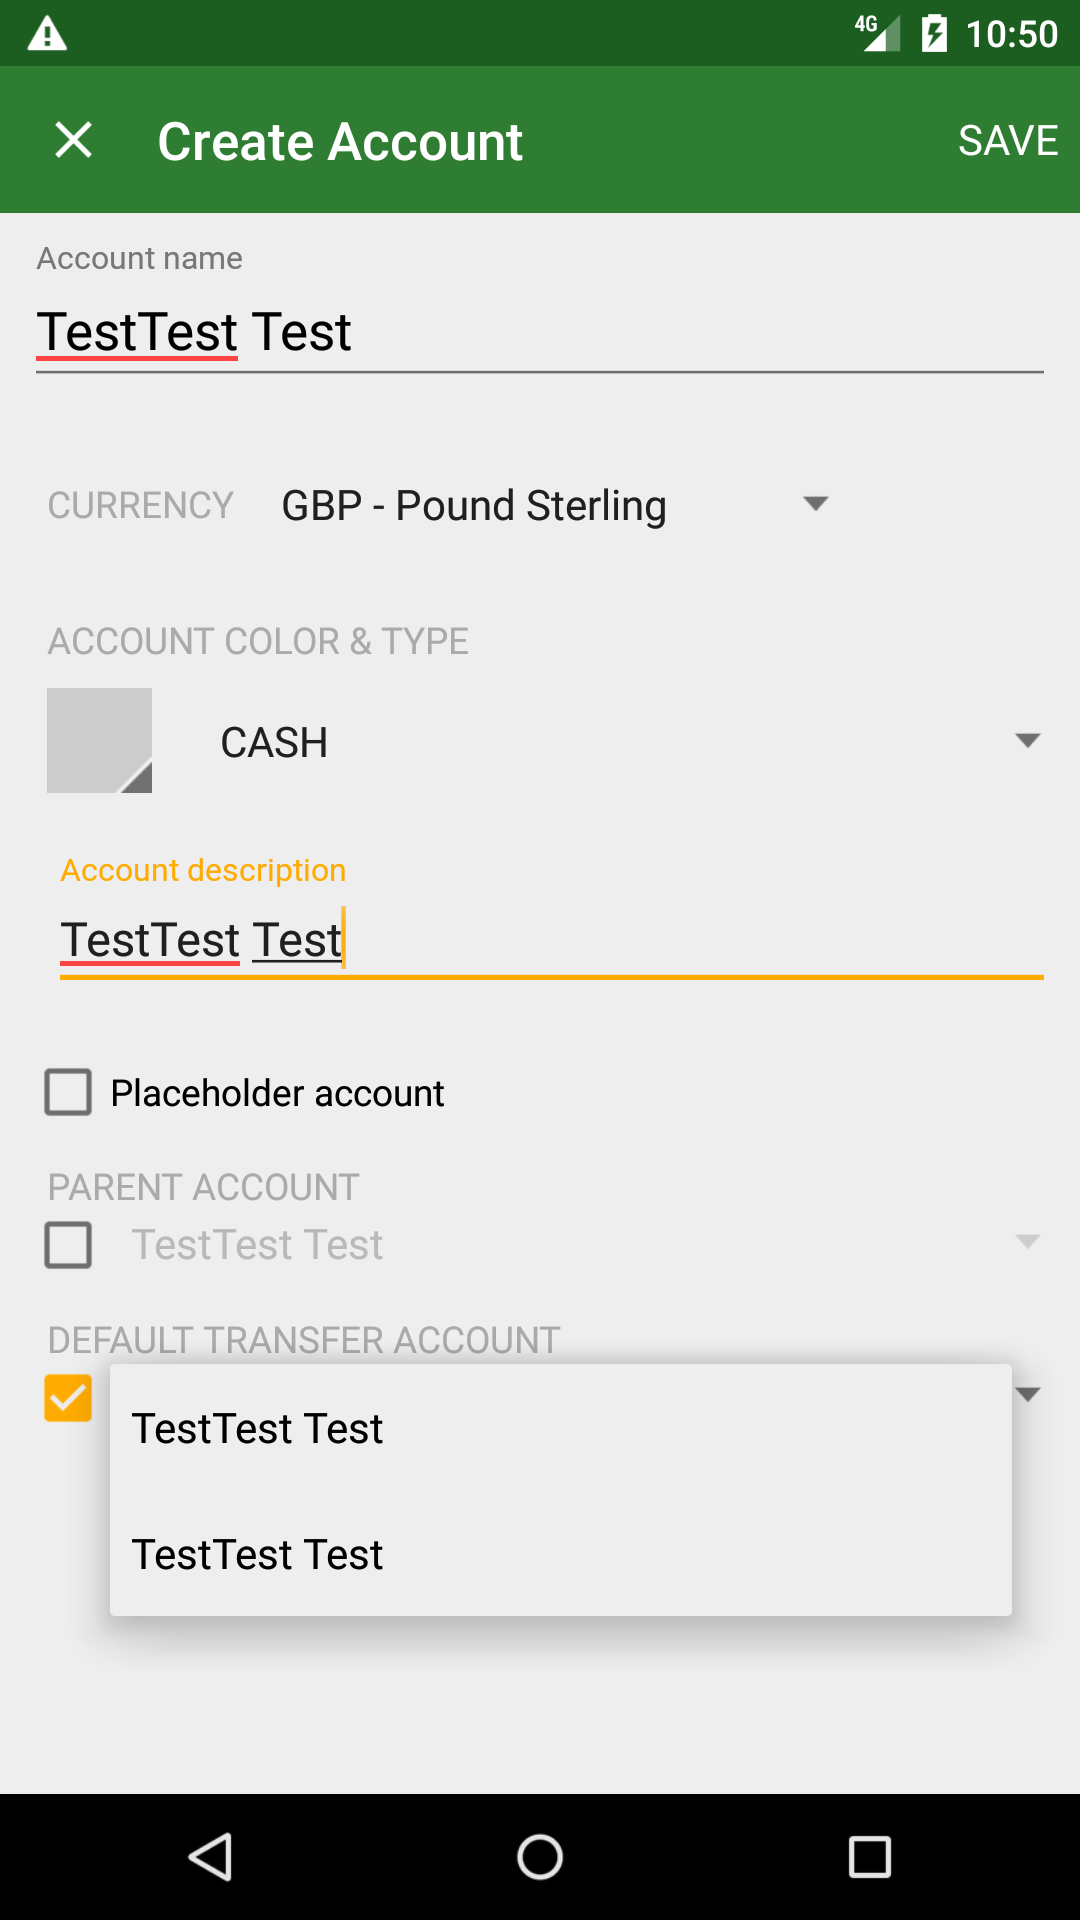 4G 10:50
Create Account SAVE
Account name
TestTest Test
CURRENCY GBP - Pound Sterling
ACCOUNT COLOR & TYPE
CASH
Account description
TestTest Test
Placeholder account
PARENT ACCOUNT
TestTest Test
DEFAULT TRANSFER ACCOUNT
TestTest Test
TestTest Test